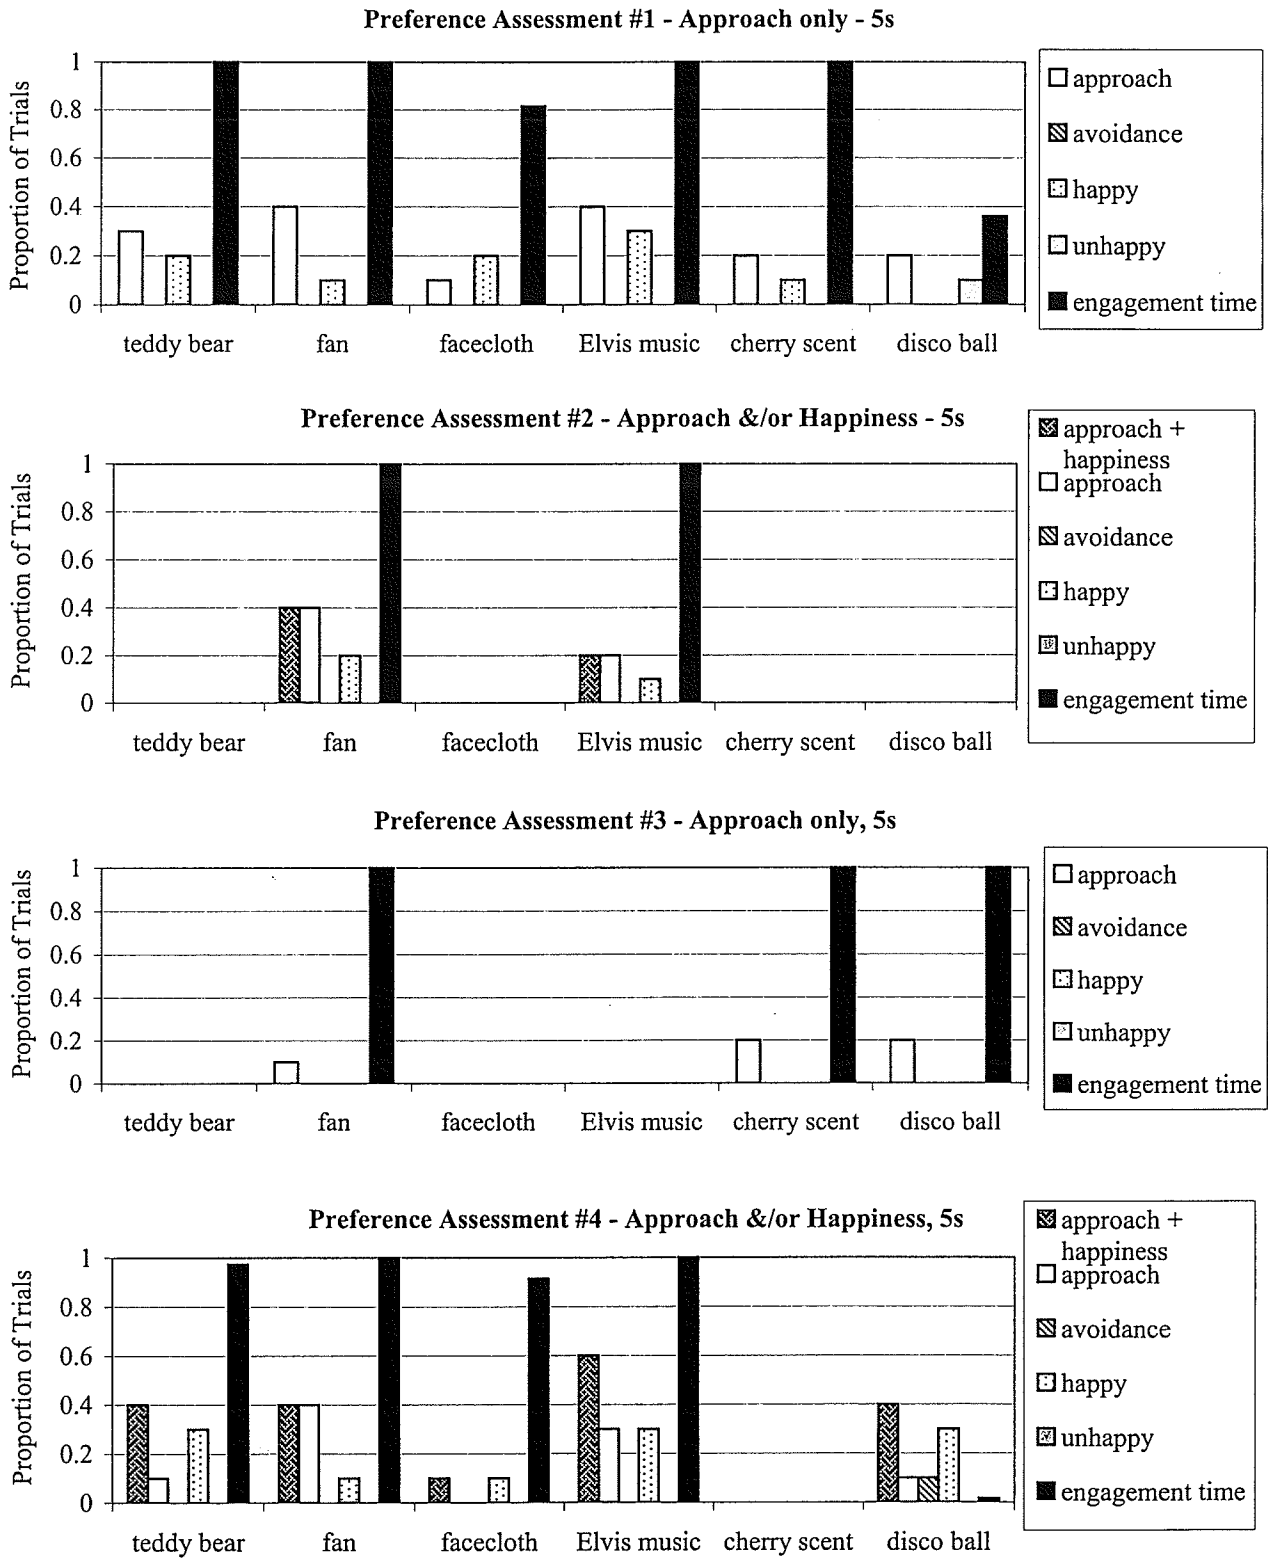 Preference Assessment #1 - Approach only - 5s
Proportion of Trials
1
0.8
0.6
0.4
0.2
0
teddy bear fan facecloth Elvis music cherry scent disco ball
approach
avoidance
happy
unhappy
engagement time
Preference Assessment #2 - Approach &/or Happiness - 5s
Proportion of Trials
1
0.8
0.6
0.4
0.2
0
teddy bear fan facecloth Elvis music cherry scent disco ball
approach +
happiness
approach
avoidance
happy
unhappy
engagement time
Preference Assessment #3 - Approach only, 5s
Proportion of Trials
1
0.8
0.6
0.4
0.2
0
teddy bear fan facecloth Elvis music cherry scent disco ball
approach
avoidance
happy
unhappy
engagement time
Preference Assessment #4 - Approach &/or Happiness, 5s
Proportion of Trials
1
0.8
0.6
0.4
0.2
0
teddy bear fan facecloth Elvis music cherry scent disco ball
approach +
happiness
approach
avoidance
happy
unhappy
engagement time